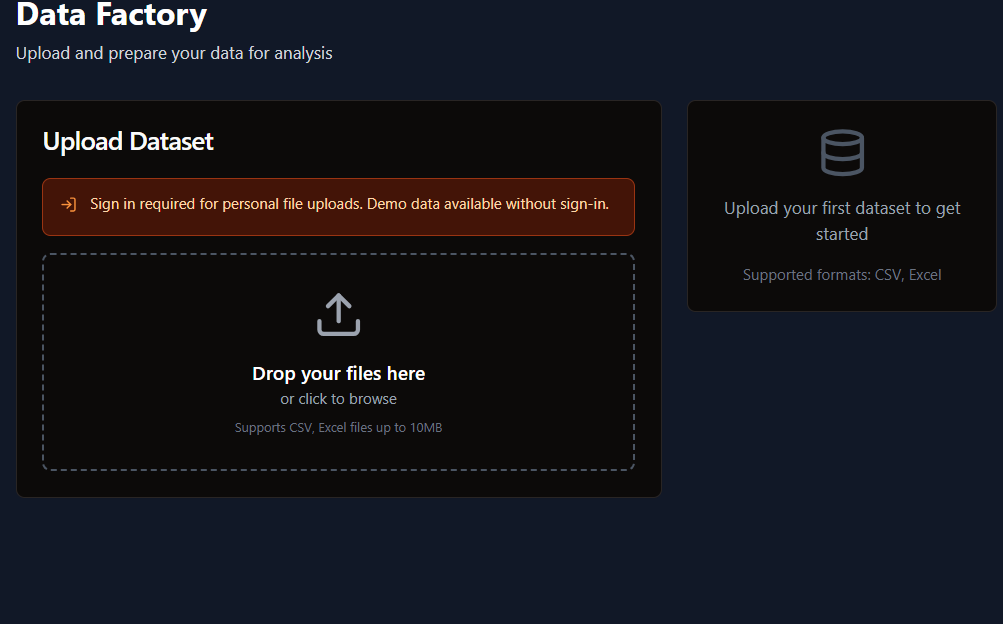 Data Factory
Upload and prepare your data for analysis
Upload Dataset
Sign in required for personal file uploads. Demo data available without sign-in.
Drop your files here
or click to browse
Supports CSV, Excel files up to 10MB
Upload your first dataset to get
started
Supported formats: CSV, Excel